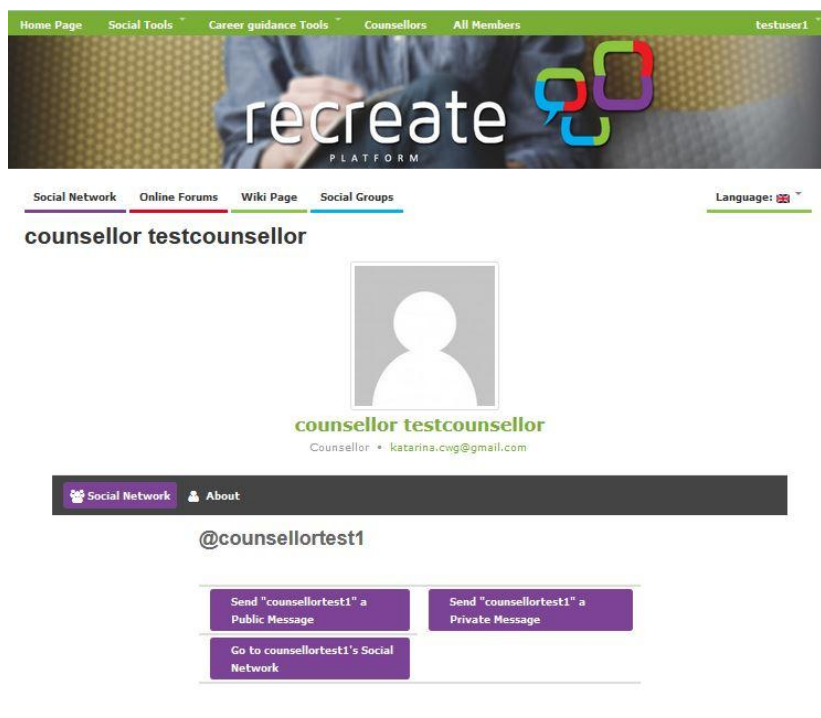 Home Page Social Tools Career guidance Tools Counsellors All Members testuser1
recreate
PLATFORM
Social Network Online Forums Wiki Page Social Groups Language:
counsellor testcounsellor
counsellor testcounsellor
Counsellor • katarina.cwg@gmail.com
Social Network About
@counsellortest1
Send "counsellortest1" a
Public Message
Send "counsellortest1" a
Private Message
Go to counsellortest1's Social
Network